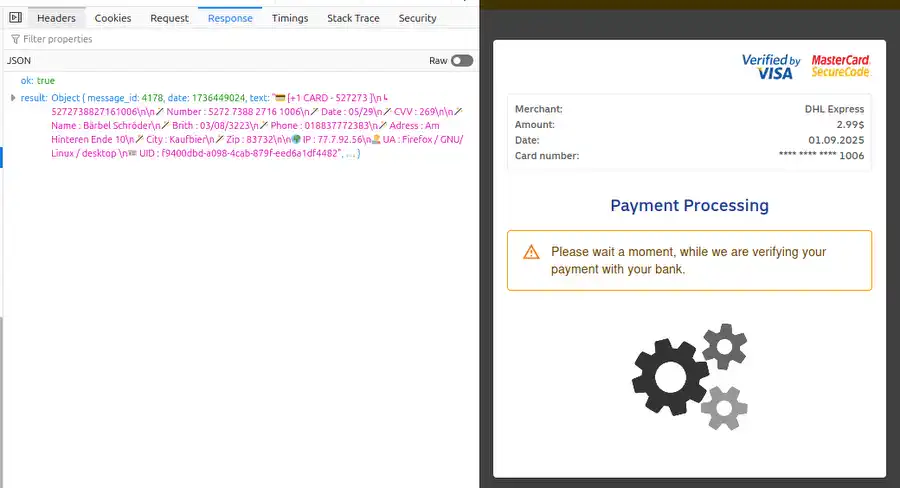 Headers Cookies Request Response Timings Stack Trace Security
Filter properties
JSON Raw
ok: true
result: Object { message_id: 4178, date: 1736449024, text: "💳 [+1 CARD - 527273 ]\n↳
5272738827161006\n\n🪄 Number : 5272 7388 2716 1006\n🪄 Date : 05/29\n🪄 CVV : 269\n\n🪄
Name : Bärbel Schröder\n🪄 Brith : 03/08/3223\n🪄 Phone : 018837772383\n🪄 Adress : Am
Hinteren Ende 10\n🪄 City : Kaufbier\n🪄 Zip : 83732\n\n🌍 IP : 77.7.92.56\n👤 UA : Firefox / GNU/
Linux / desktop \n🆔 UID : f9400dbd-a098-4cab-879f-eed6a1df4482", … }
Verified by VISA
MasterCard. SecureCode.
Merchant: DHL Express
Amount: 2.99$
Date: 01.09.2025
Card number: **** **** **** 1006
Payment Processing
Please wait a moment, while we are verifying your
payment with your bank.